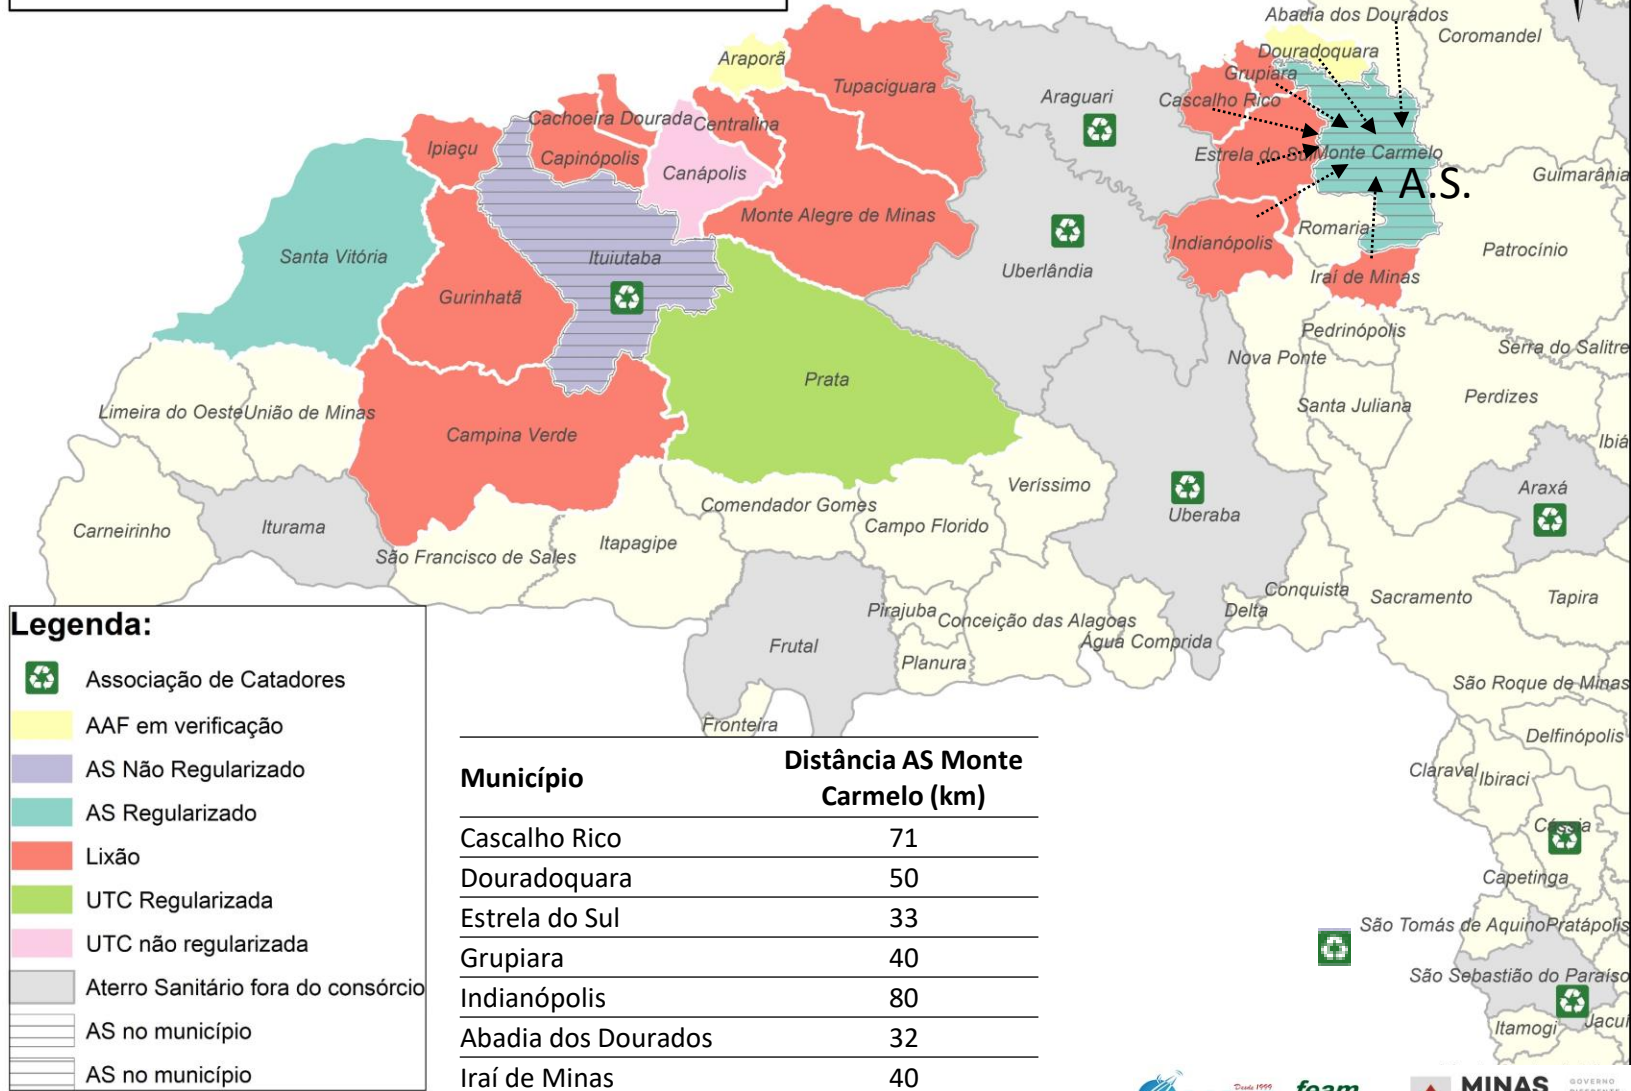 Abadia dos Dourados
Coromandel
Douradoquara
Araporã
Grupiara
Tupaciguara
Araguari
Cascalho Rico
Cachoeira Dourada
Centralina
Ipiaçu
Capinópolis
Estrela do Sul
Monte Carmelo
Canápolis
Guimarânia
A.S.
Monte Alegre de Minas
Romaria
Indianópolis
Patrocínio
Santa Vitória
Ituiutaba
Uberlândia
Iraí de Minas
Gurinhatã
Pedrinópolis
Serra do Salitre
Nova Ponte
Prata
Perdizes
Limeira do Oeste
União de Minas
Santa Juliana
Campina Verde
Ibiá
Veríssimo
Araxá
Comendador Gomes
Uberaba
Carneirinho
Iturama
Campo Florido
São Francisco de Sales
Itapagipe
Conquista
Sacramento
Tapira
Pirajuba
Conceição das Alagoas
Delta
Água Comprida
Frutal
Planura
São Roque de Minas
Fronteira
Delfinópolis
Claraval
Ibiraci
Cássia
Capetinga
São Tomás de Aquino
Pratápolis
São Sebastião do Paraíso
Itamogi
Jacuí
Legenda:
Associação de Catadores
AAF em verificação
AS Não Regularizado
AS Regularizado
Lixão
UTC Regularizada
UTC não regularizada
Aterro Sanitário fora do consórcio
AS no município
AS no município
Município Distância AS Monte
Carmelo (km)
Cascalho Rico 71
Douradoquara 50
Estrela do Sul 33
Grupiara 40
Indianópolis 80
Abadia dos Dourados 32
Iraí de Minas 40
Desde 1999
feam
MINAS
GOVERNO